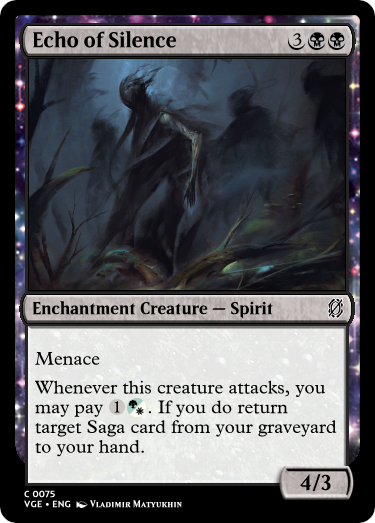 Echo of Silence 3
Enchantment Creature — Spirit
Menace
Whenever this creature attacks, you
may pay 1 . If you do return
target Saga card from your graveyard
to your hand.
4/3
C 0075
VGE • ENG Vladimir Matyukhin